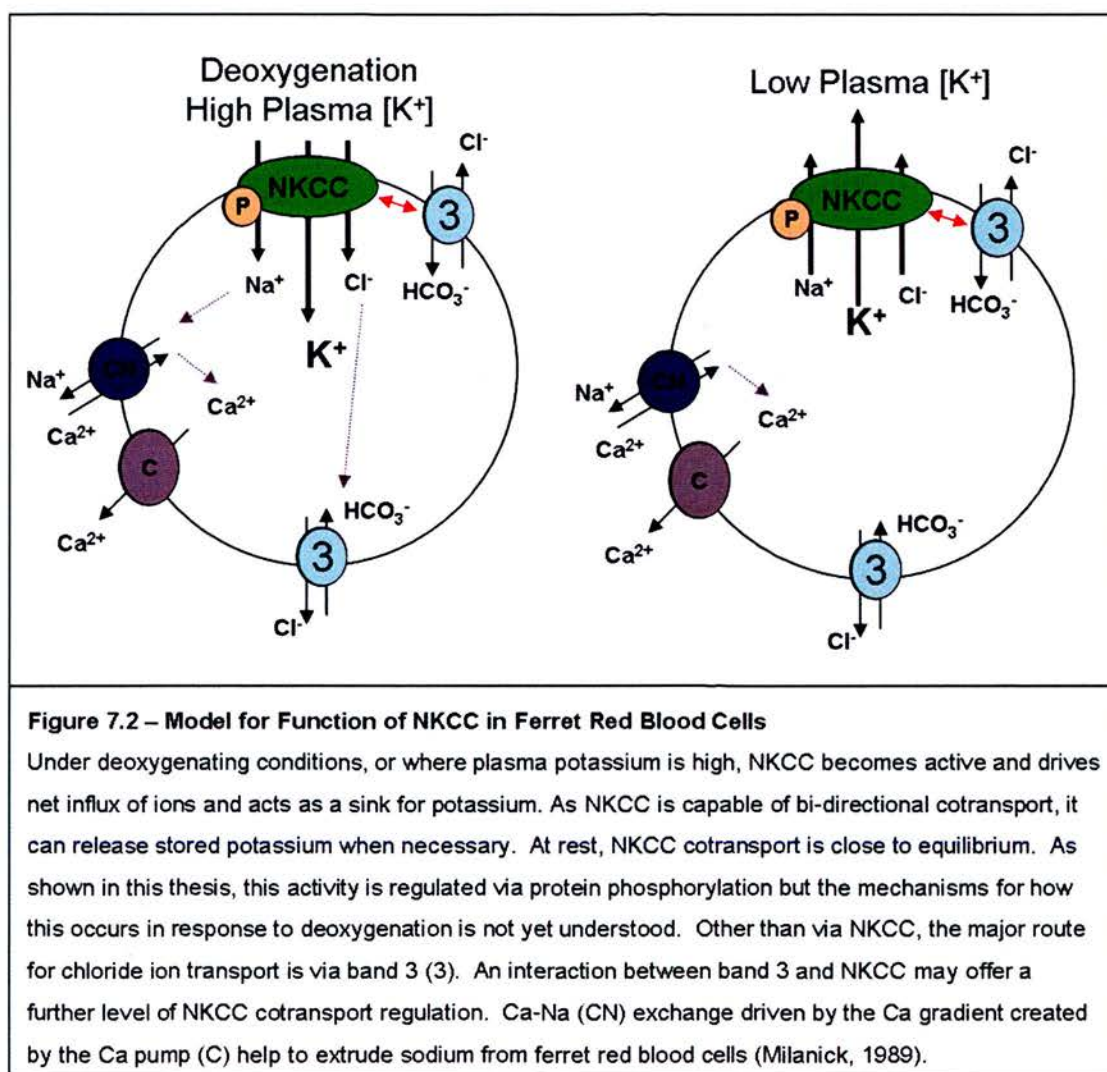 Deoxygenation
High Plasma [K⁺]
Cl⁻
NKCC
P
3
Na⁺
Cl⁻
HCO₃⁻
K⁺
CN
Na⁺
Ca²⁺
Ca²⁺
C
Ca²⁺
HCO₃⁻
3
Cl⁻
Low Plasma [K⁺]
Cl⁻
NKCC
P
3
Na⁺
Cl⁻
HCO₃⁻
K⁺
CN
Na⁺
Ca²⁺
Ca²⁺
C
Ca²⁺
HCO₃⁻
3
Cl⁻
Figure 7.2 – Model for Function of NKCC in Ferret Red Blood Cells
Under deoxygenating conditions, or where plasma potassium is high, NKCC becomes active and drives
net influx of ions and acts as a sink for potassium. As NKCC is capable of bi-directional cotransport, it
can release stored potassium when necessary. At rest, NKCC cotransport is close to equilibrium. As
shown in this thesis, this activity is regulated via protein phosphorylation but the mechanisms for how
this occurs in response to deoxygenation is not yet understood. Other than via NKCC, the major route
for chloride ion transport is via band 3 (3). An interaction between band 3 and NKCC may offer a
further level of NKCC cotransport regulation. Ca-Na (CN) exchange driven by the Ca gradient created
by the Ca pump (C) help to extrude sodium from ferret red blood cells (Milanick, 1989).